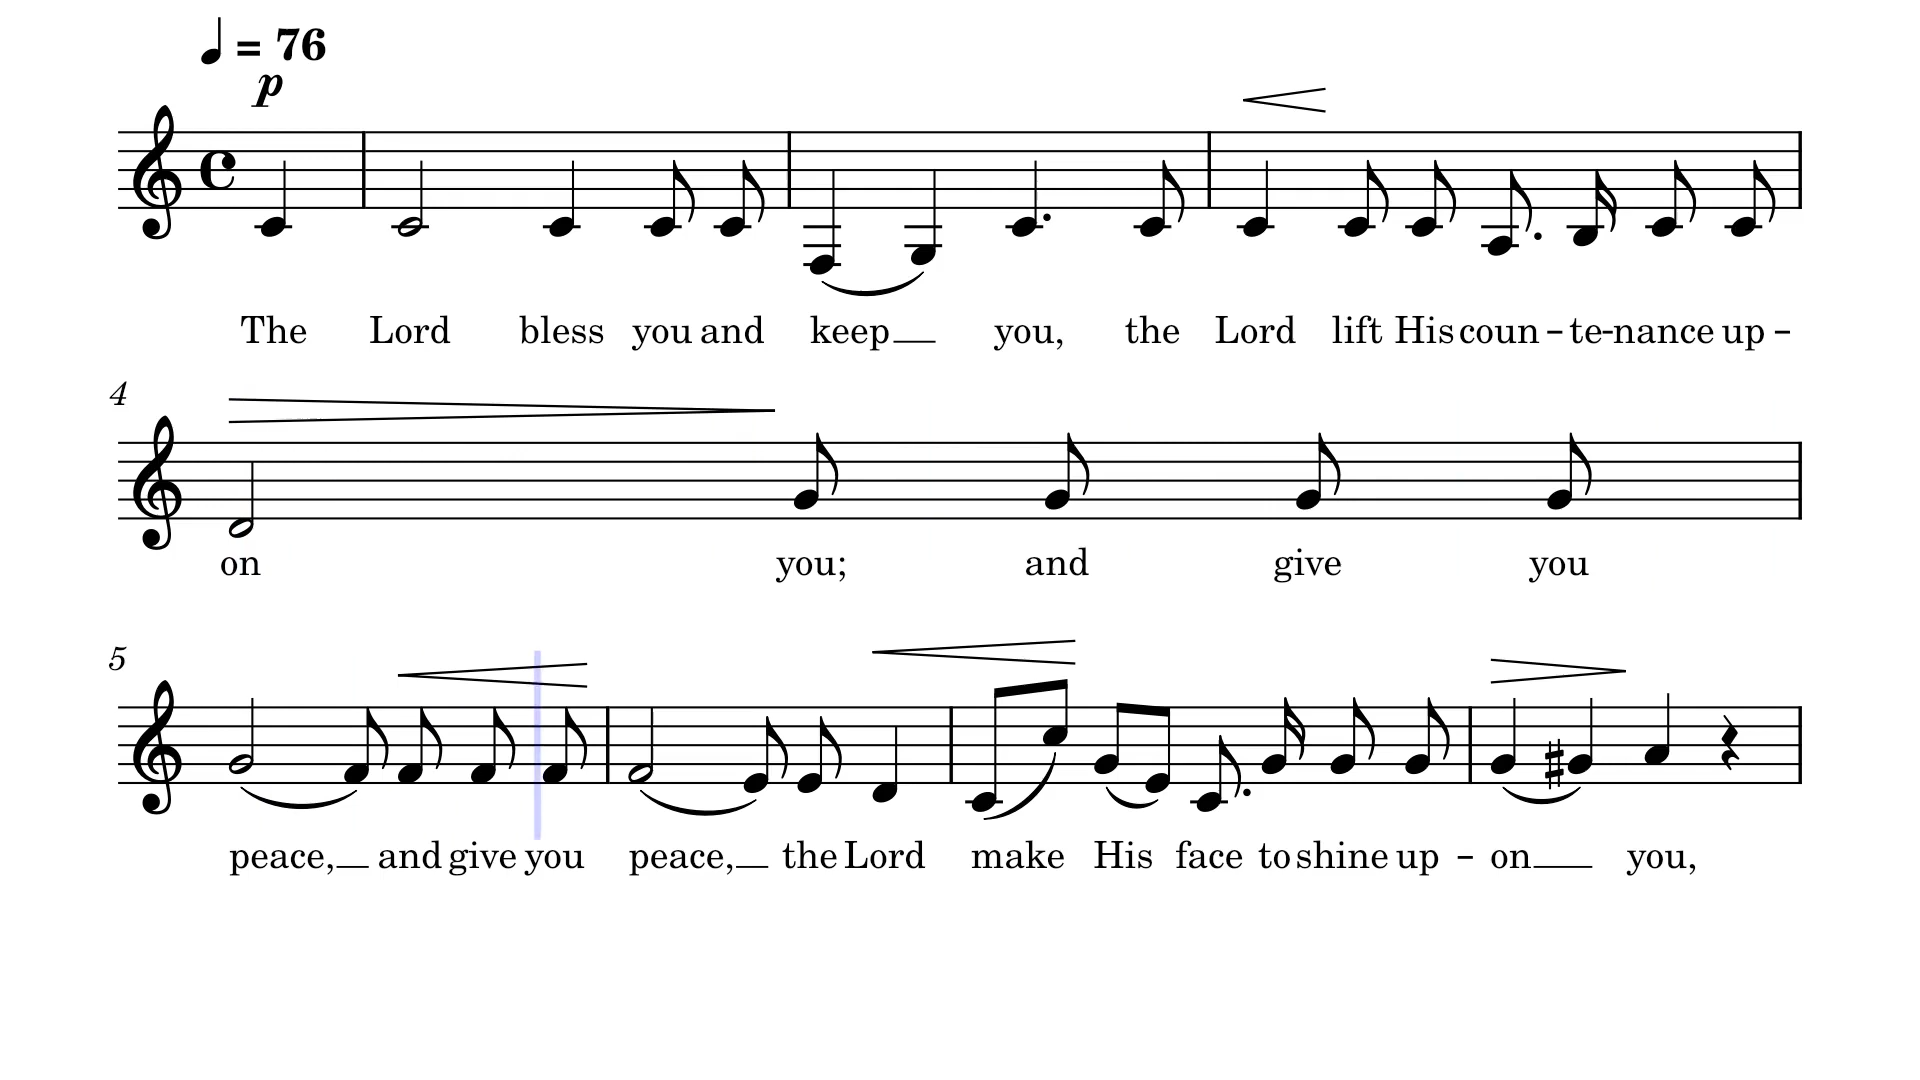 = 76
p
The Lord bless you and keep you, the Lord lift His coun - te - nance up -
4
on you; and give you
5
peace, and give you peace, the Lord make His face to shine up - on you,